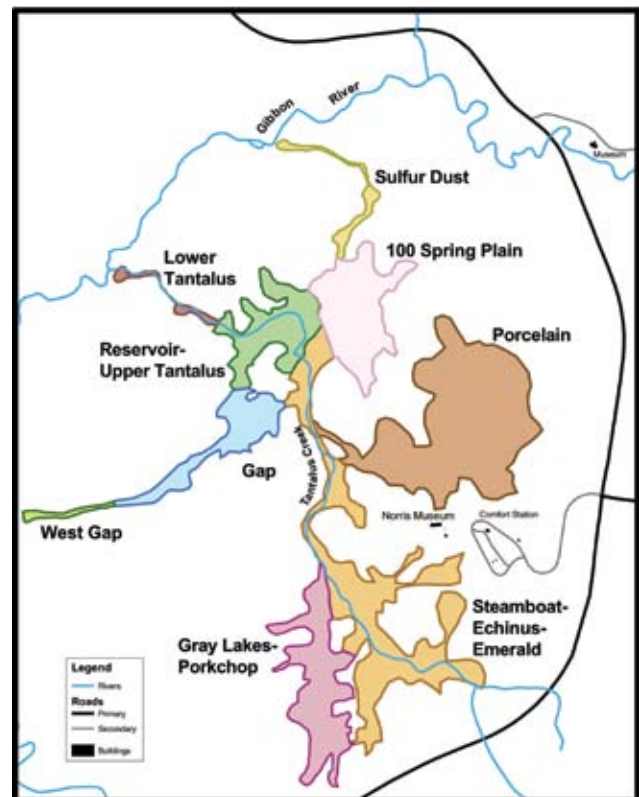 Gibbon River
Museum
Sulfur Dust
Lower
Tantalus
100 Spring Plain
Porcelain
Reservoir-
Upper Tantalus
Gap
Tantalus Creek
Norris Museum
Comfort Station
West Gap
Steamboat-
Echinus-
Emerald
Gray Lakes-
Porkchop
Legend
Rivers
Roads
Primary
Secondary
Buildings